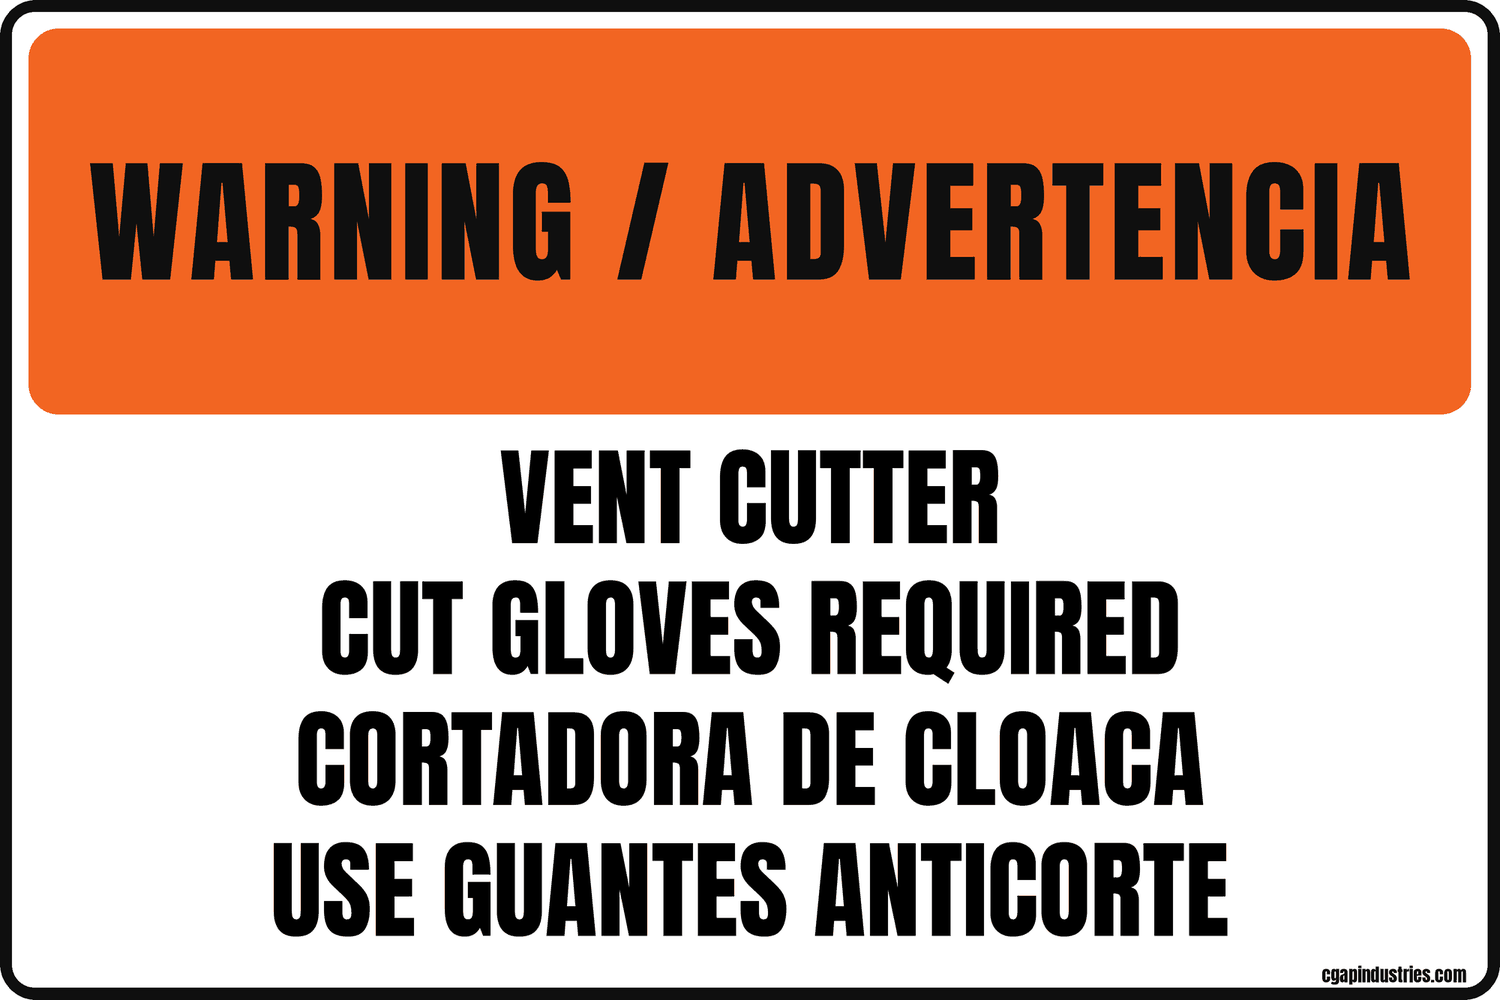 WARNING / ADVERTENCIA
VENT CUTTER
CUT GLOVES REQUIRED
CORTADORA DE CLOACA
USE GUANTES ANTICORTE
cgapindustries.com